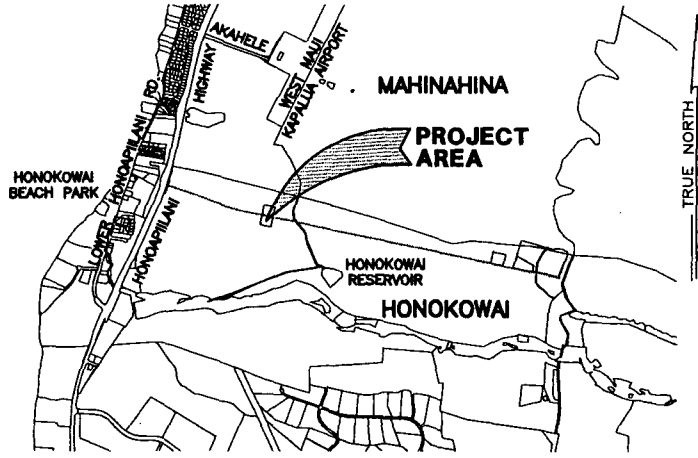 AKAHELE
WEST MAUI
KAPALUA AIRPORT
HIGHWAY
MAHINAHINA
PROJECT
AREA
LOWER HONOAPIILANI RD
HONOKOWAI
BEACH PARK
HONOAPIILANI
HONOKOWAI
RESERVOIR
HONOKOWAI
TRUE NORTH